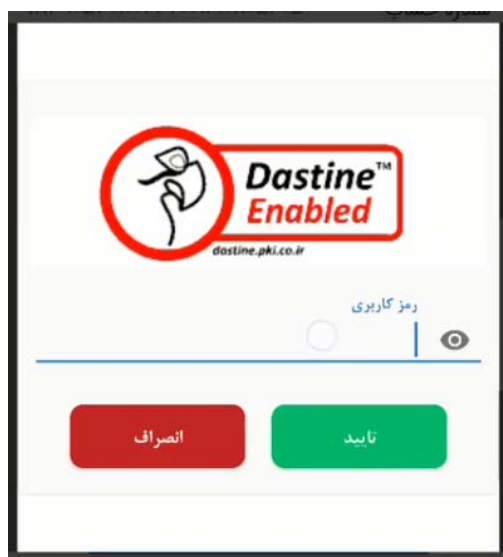 Dastine™
Enabled
dastine.pki.co.ir
رمز کاربری
تایید
انصراف